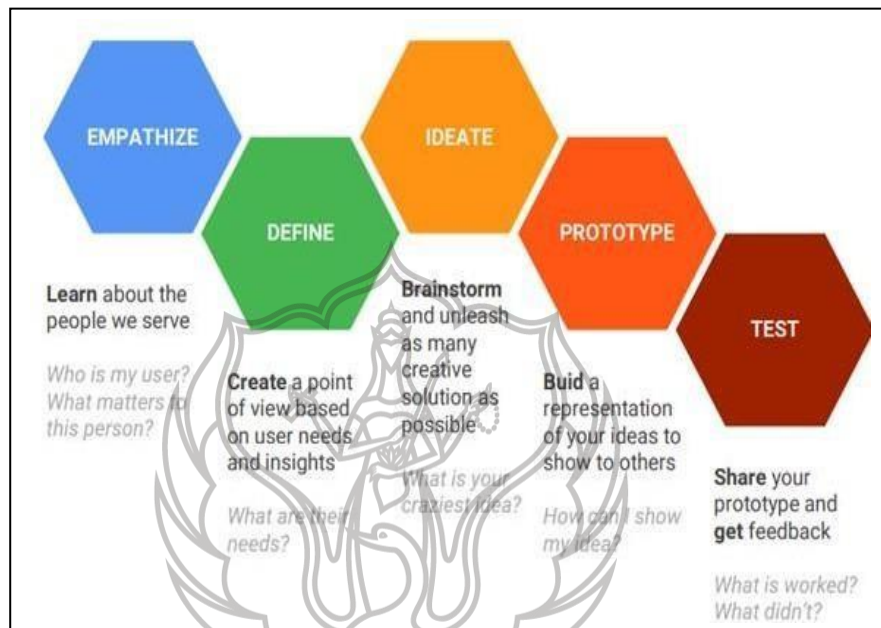 EMPATHIZE
Learn about the
people we serve
Who is my user?
What matters to
this person?
DEFINE
Create a point
of view based
on user needs
and insights
What are their
needs?
IDEATE
Brainstorm
and unleash
as many
creative
solution as
possible
What is your
craziest idea?
PROTOTYPE
Buid a
representation
of your ideas to
show to others
How can I show
my idea?
TEST
Share your
prototype and
get feedback
What is worked?
What didn't?